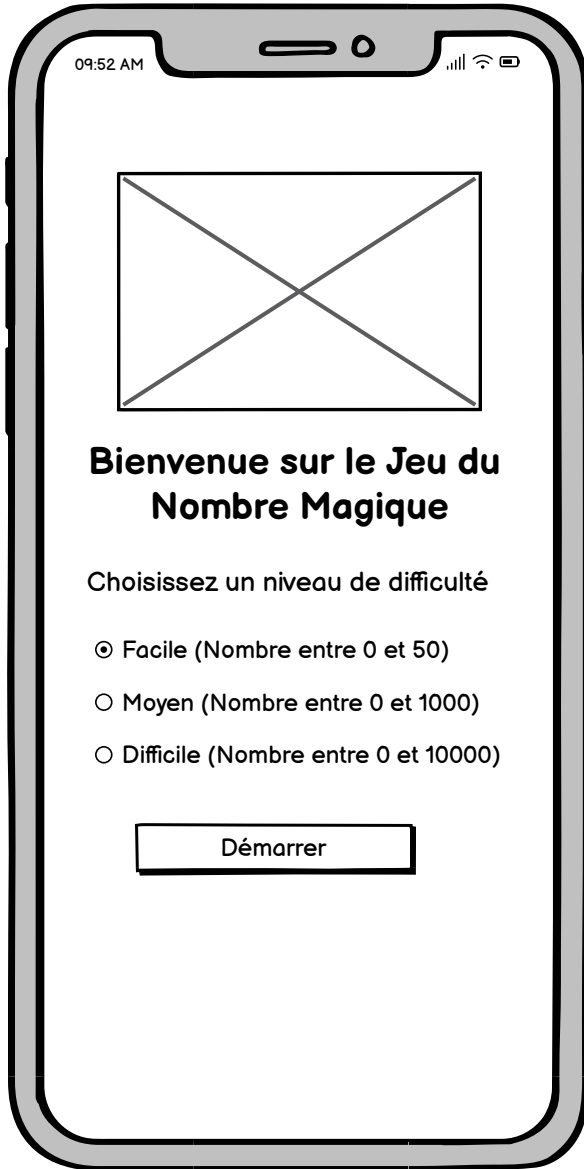 09:52 AM
Bienvenue sur le Jeu du
Nombre Magique
Choisissez un niveau de difficulté
Facile (Nombre entre 0 et 50)
Moyen (Nombre entre 0 et 1000)
Difficile (Nombre entre 0 et 10000)
Démarrer